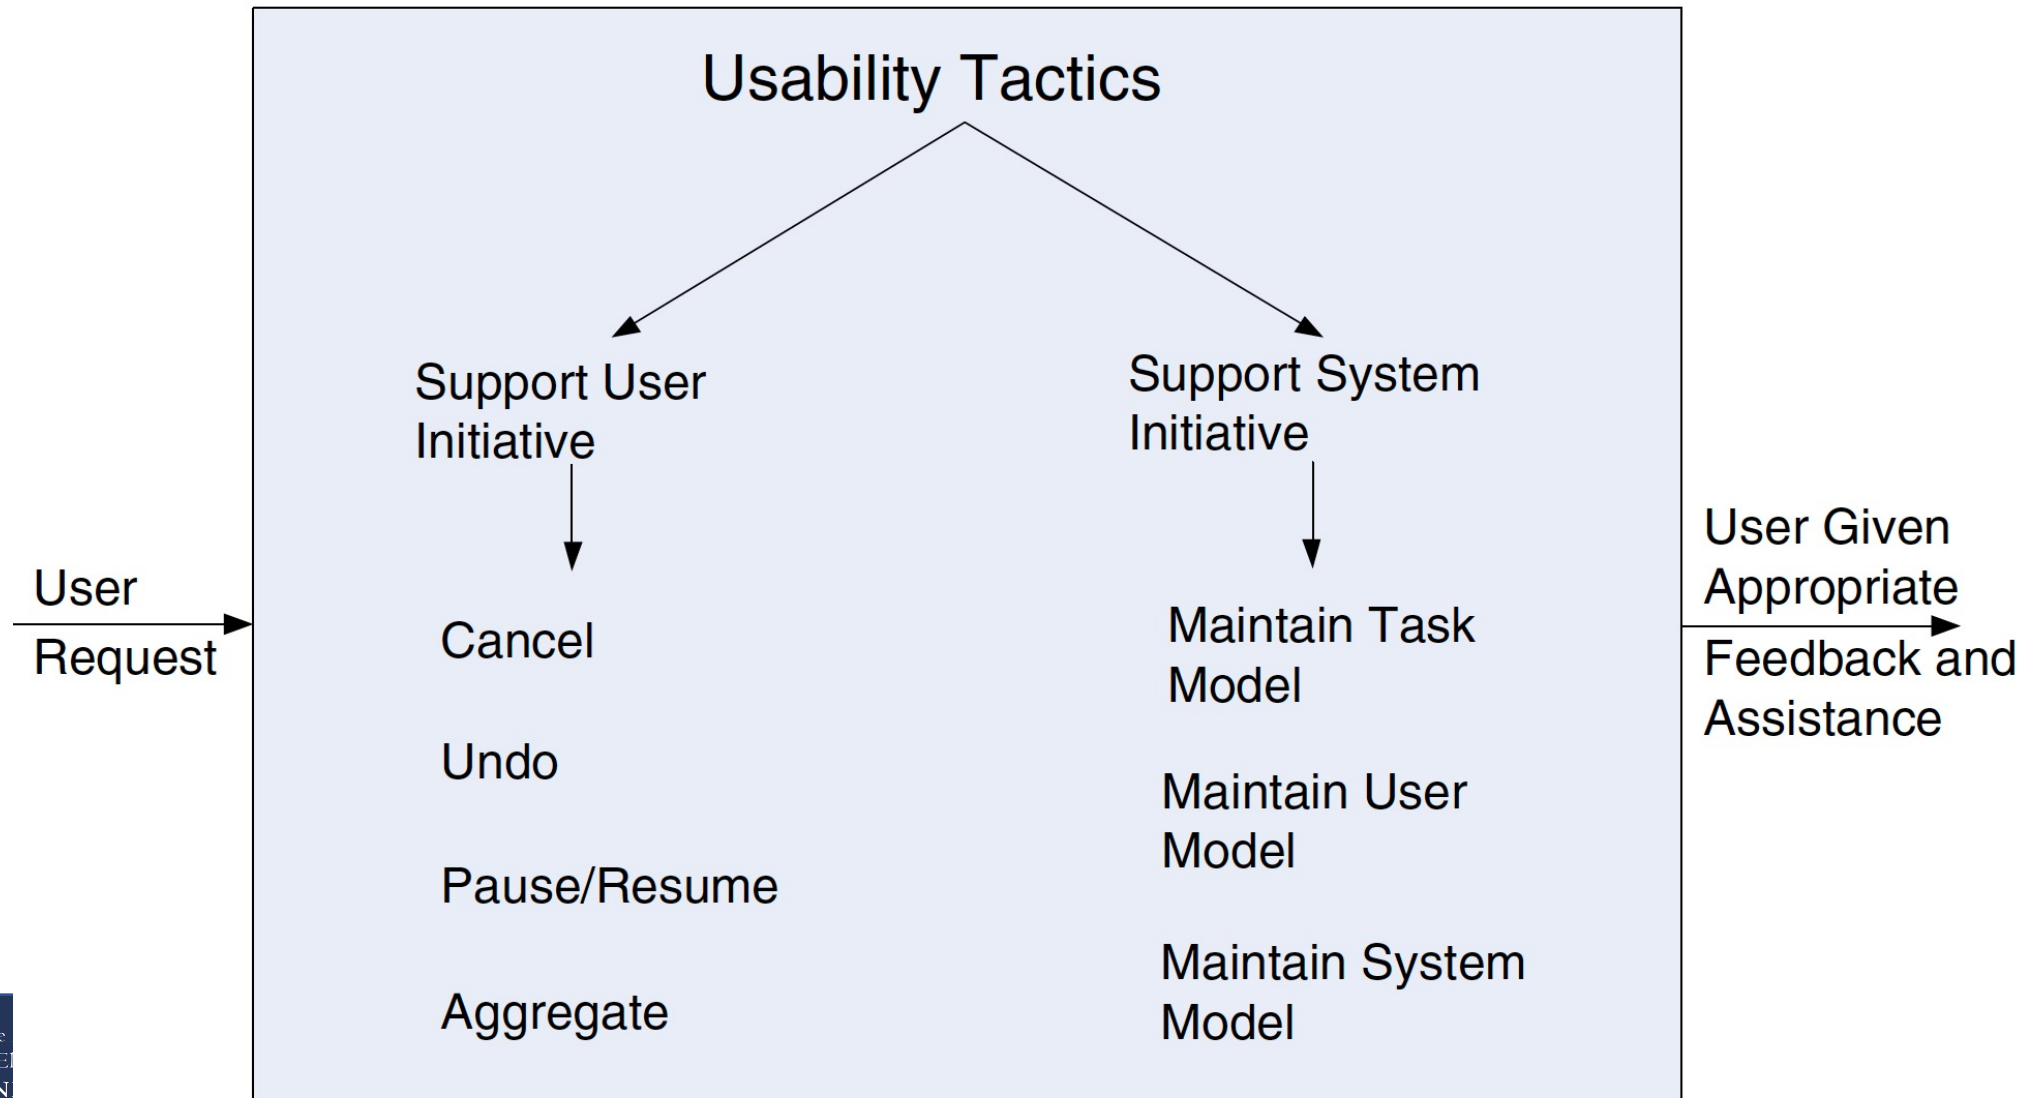 Usability Tactics
Support User
Initiative
Support System
Initiative
User
Request
Cancel
Undo
Pause/Resume
Aggregate
Maintain Task
Model
Maintain User
Model
Maintain System
Model
User Given
Appropriate
Feedback and
Assistance